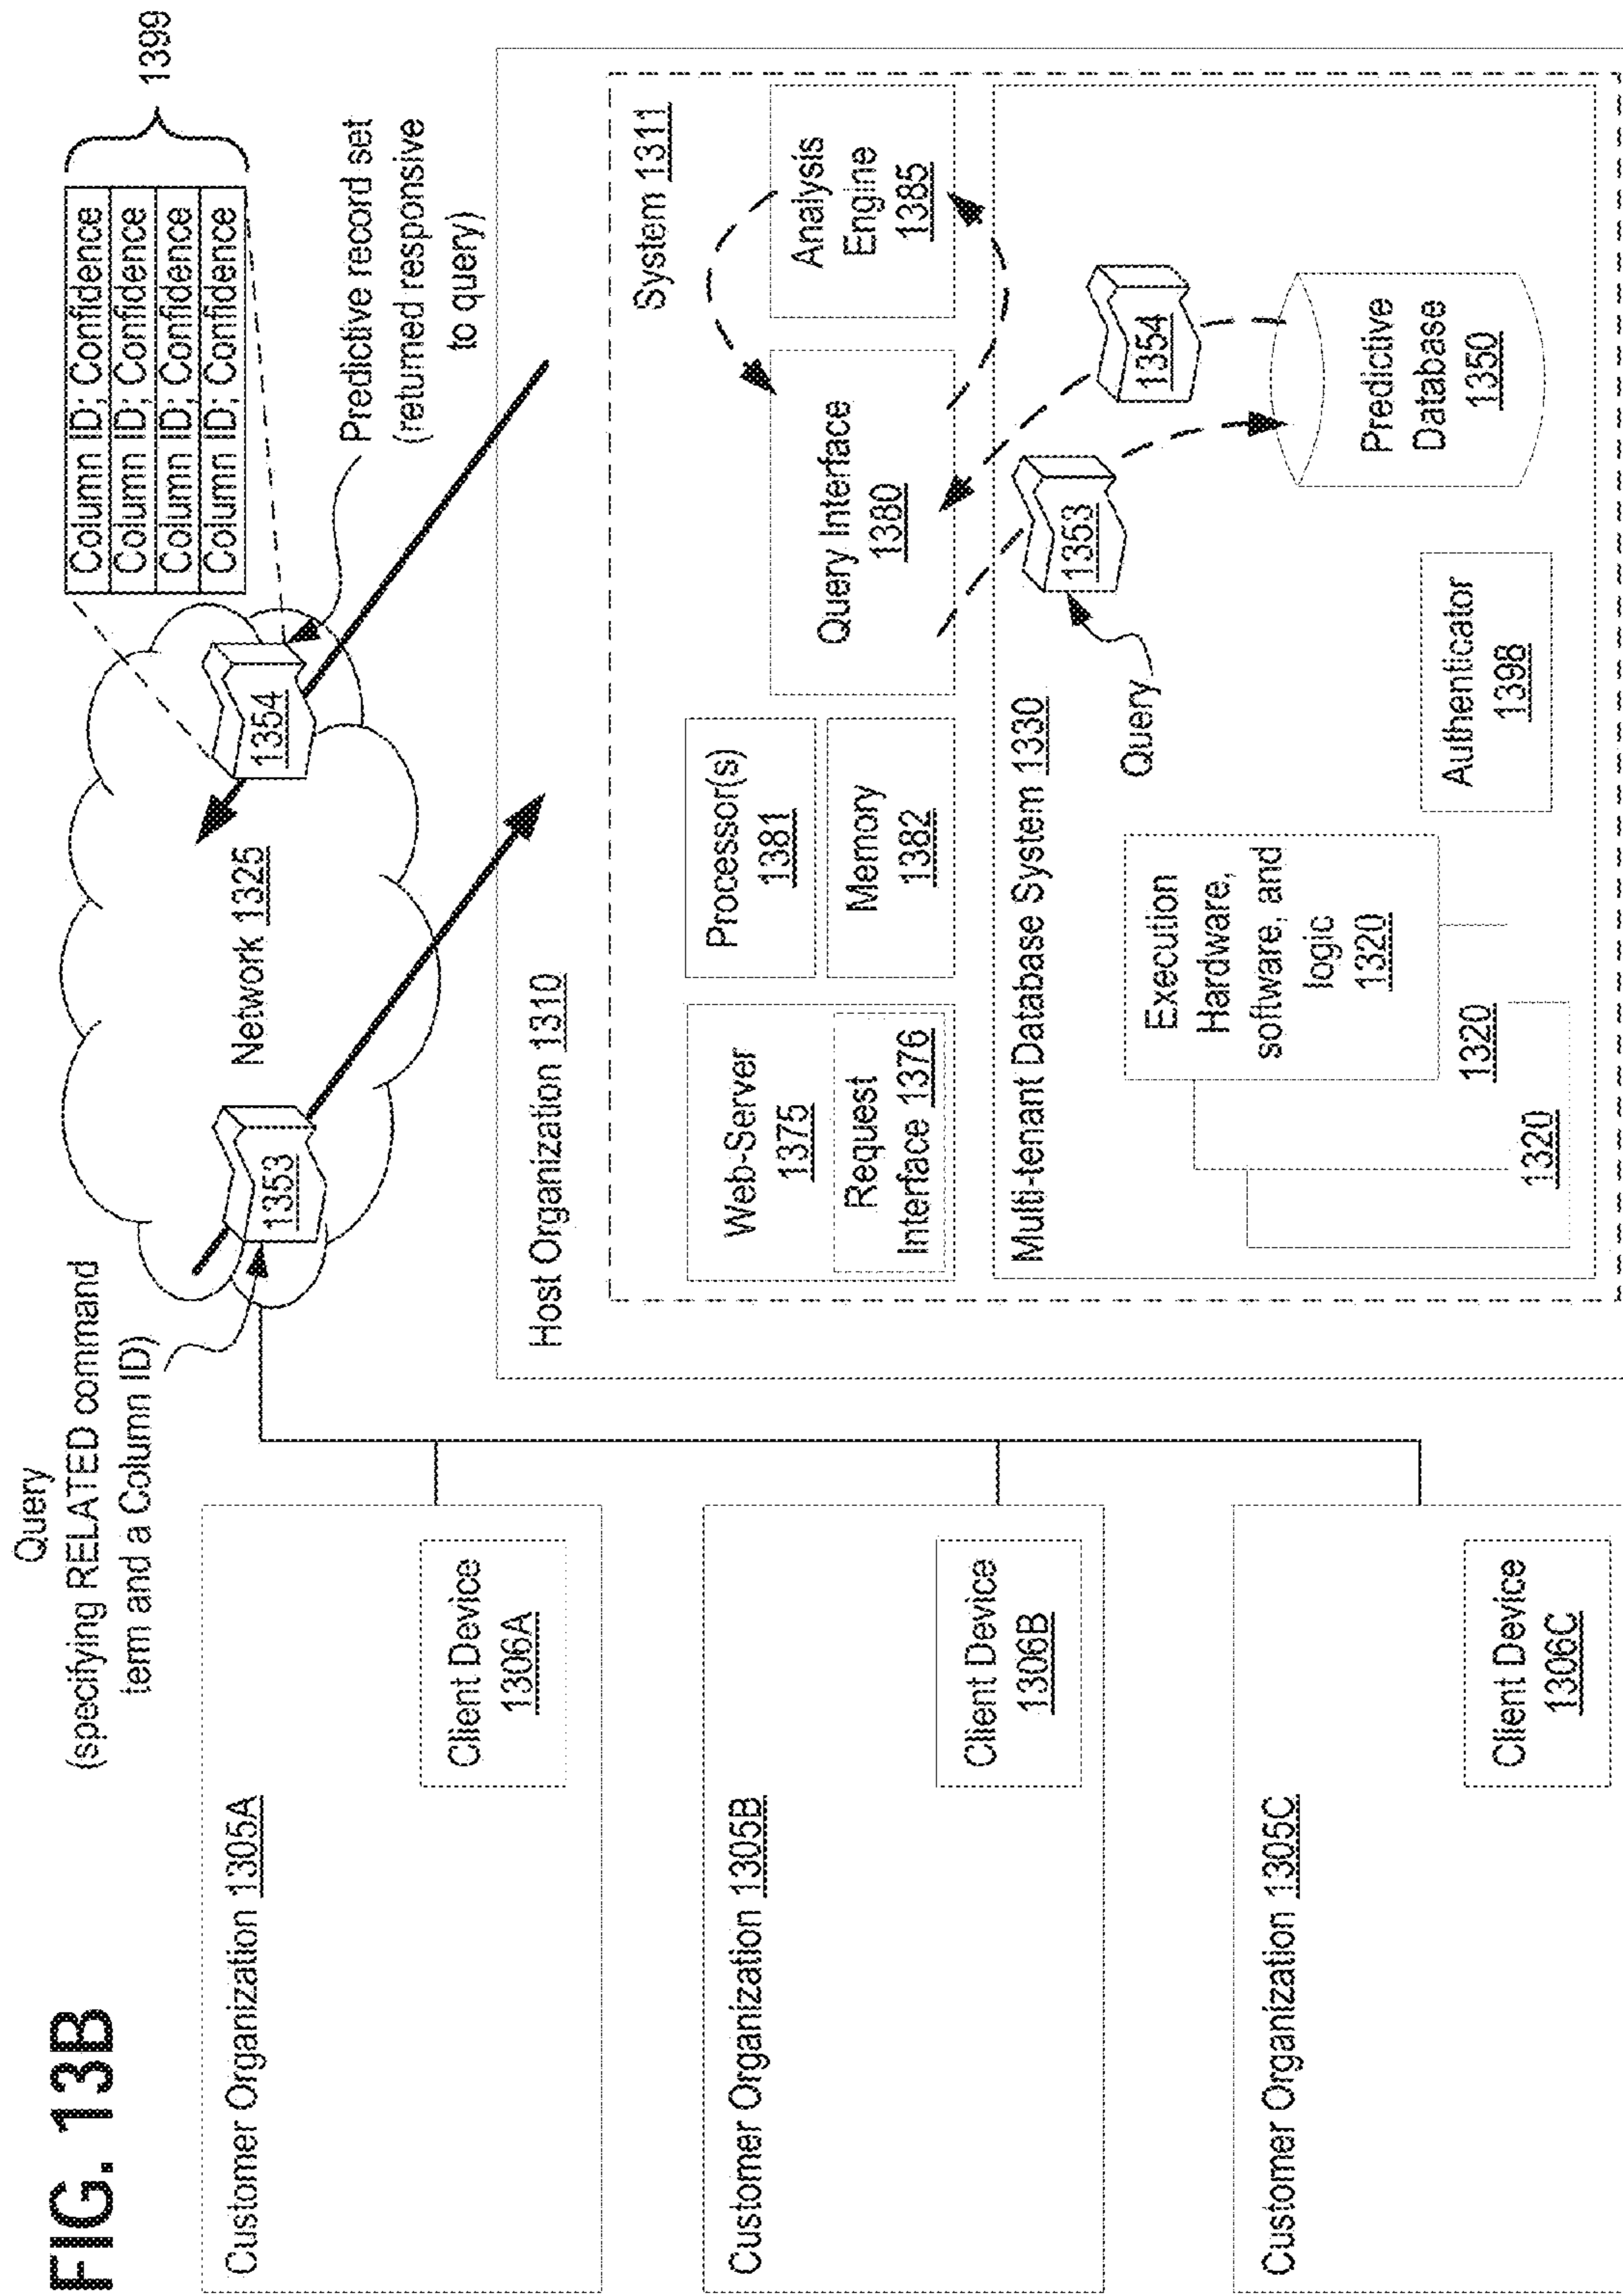 FIG. 13B
Query
(specifying RELATED command
term and a Column ID)
Customer Organization 1305A
Client Device
1306A
Customer Organization 1305B
Client Device
1306B
Customer Organization 1305C
Client Device
1306C
1353
Network 1325
1354
Column ID; Confidence
Column ID; Confidence
Column ID; Confidence
Column ID; Confidence
1399
Predictive record set
(returned responsive
to query)
Host Organization 1310
System 1311
Web-Server
1375
Request
Interface 1376
Processor(s)
1381
Memory
1382
Query Interface
1380
Analysis
Engine
1385
Multi-tenant Database System 1330
Query
1353
1354
Execution
Hardware,
software, and
logic
1320
1320
1320
Authenticator
1398
Predictive
Database
1350